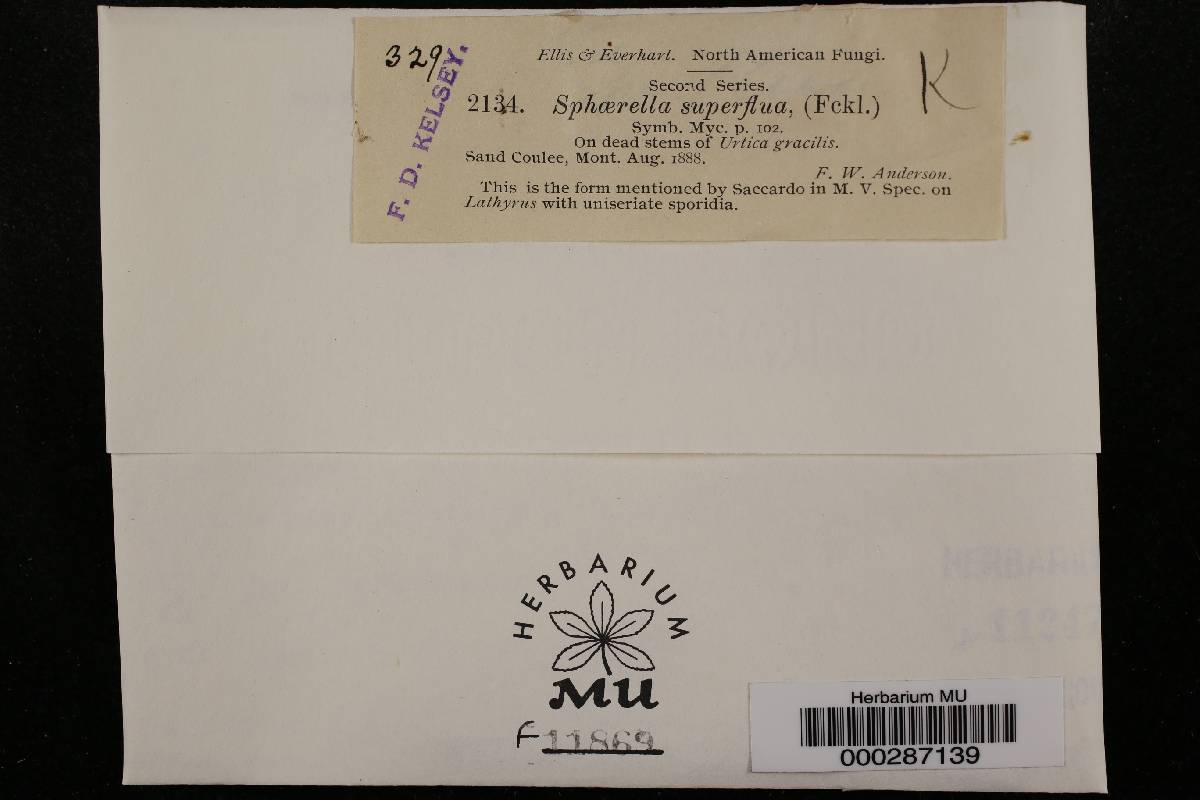 329
F. D. KELSEY.
Ellis & Everhart. North American Fungi.
K
Second Series.
2134. Sphærella superflua, (Fckl.)
Symb. Myc. p. 102.
On dead stems of Urtica gracilis.
Sand Coulee, Mont. Aug. 1888.
F. W. Anderson.
This is the form mentioned by Saccardo in M. V. Spec. on
Lathyrus with uniseriate sporidia.
HERBARIUM
MU
F 11869
Herbarium MU
000287139